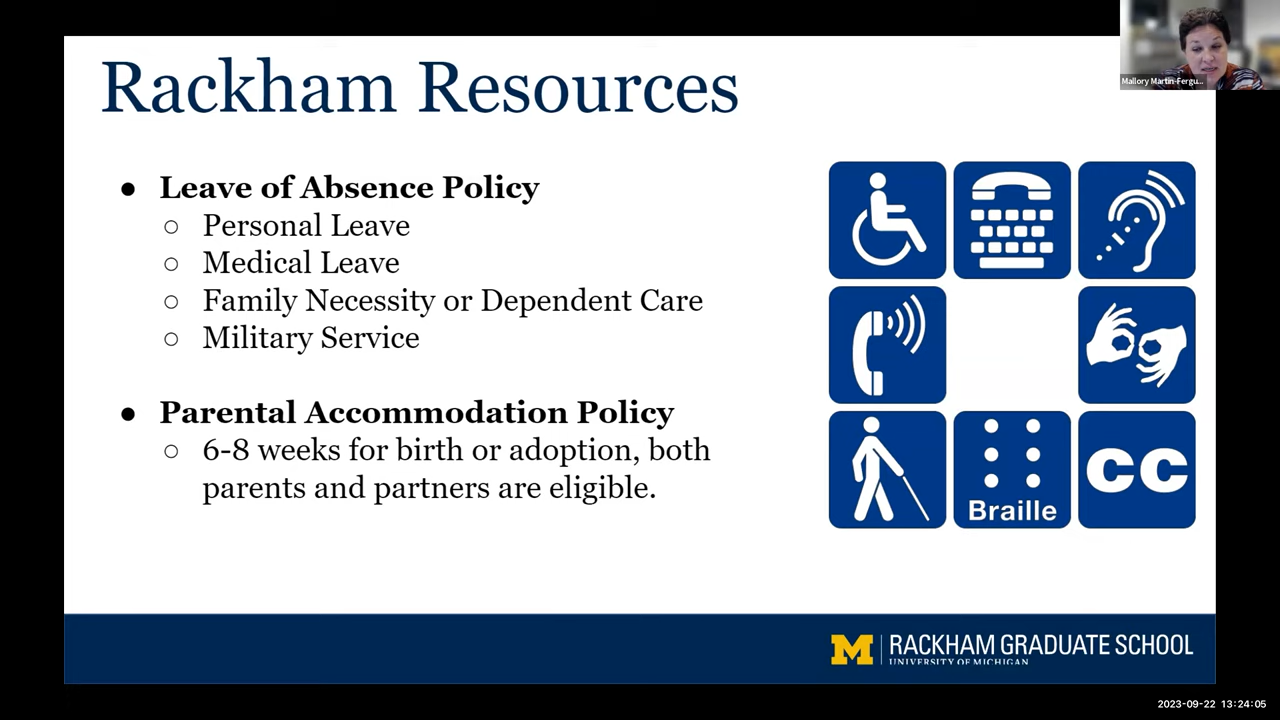 Mallory Martin-Fergu...
Rackham Resources
● Leave of Absence Policy
○ Personal Leave
○ Medical Leave
○ Family Necessity or Dependent Care
○ Military Service
● Parental Accommodation Policy
○ 6-8 weeks for birth or adoption, both
parents and partners are eligible.
Braille
CC
M RACKHAM GRADUATE SCHOOL
UNIVERSITY OF MICHIGAN
2023-09-22 13:24:05